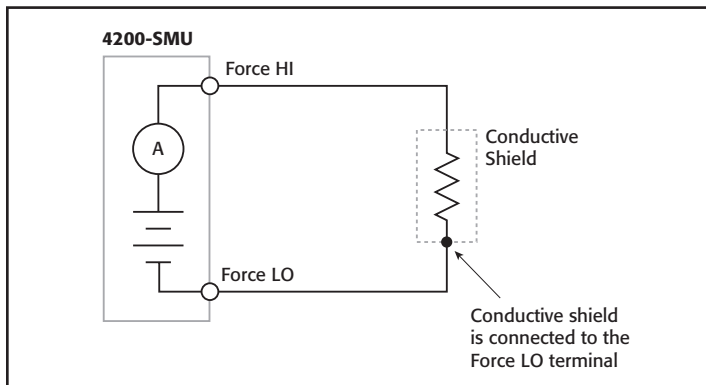 4200-SMU
Force HI
A
Conductive
Shield
Force LO
Conductive shield
is connected to the
Force LO terminal